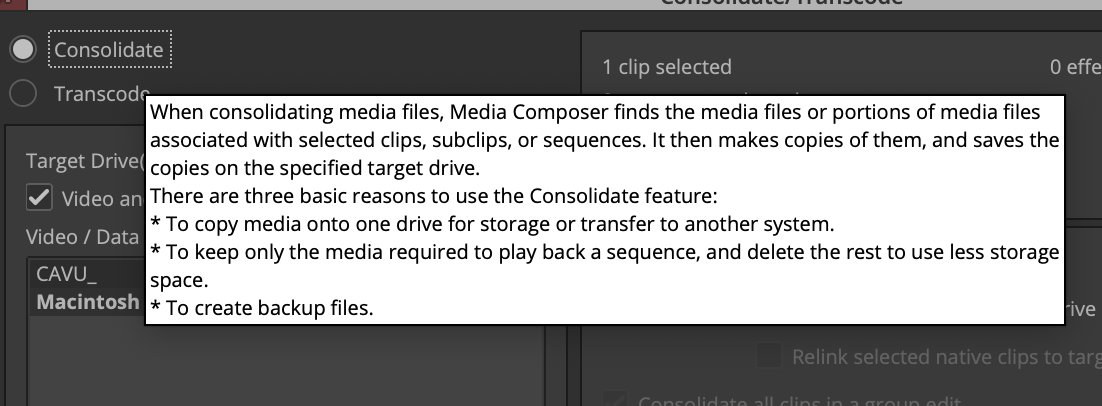 Consolidate/Transcode
Consolidate
1 clip selected
0 effe
Transcode
When consolidating media files, Media Composer finds the media files or portions of media files
associated with selected clips, subclips, or sequences. It then makes copies of them, and saves the
copies on the specified target drive.
There are three basic reasons to use the Consolidate feature:
* To copy media onto one drive for storage or transfer to another system.
* To keep only the media required to play back a sequence, and delete the rest to use less storage
space.
* To create backup files.
Target Drive(
Video an
Video / Data
CAVU_
Macintosh
rive
Relink selected native clips to targ
Consolidate all clips in a group edit